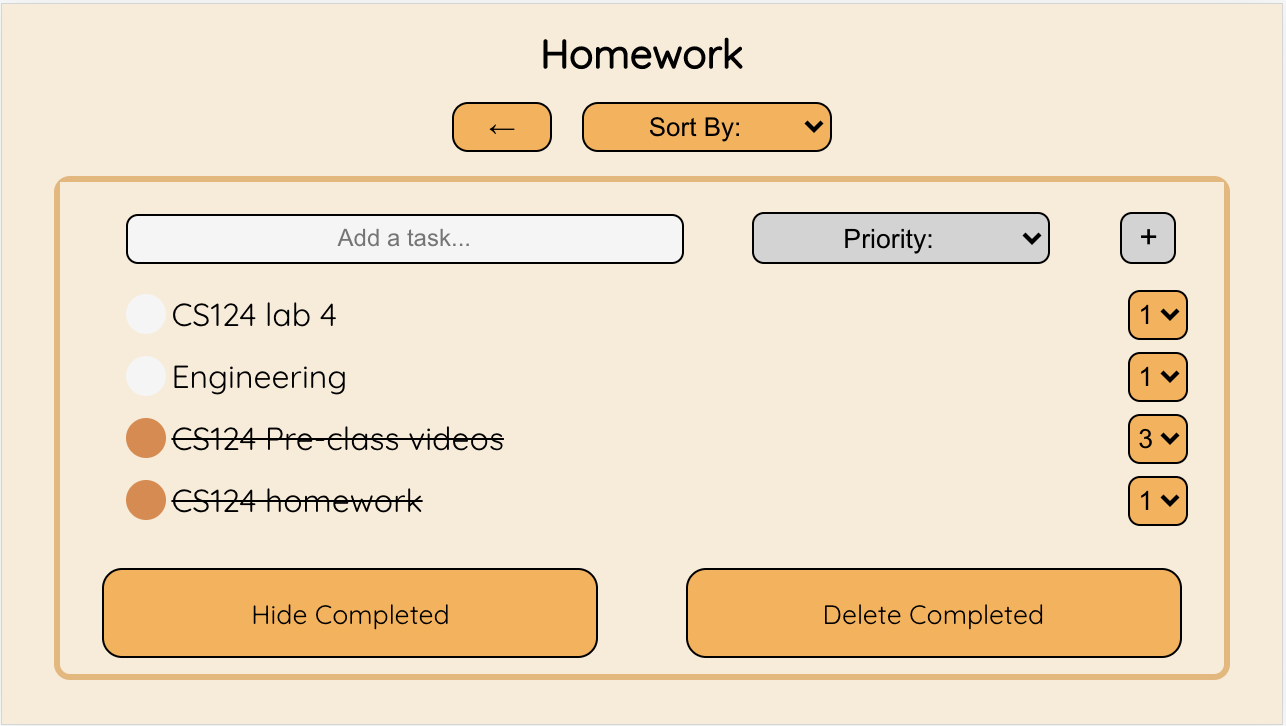 Homework
← Sort By:
Add a task... Priority: +
CS124 lab 4 1
Engineering 1
CS124 Pre-class videos 3
CS124 homework 1
Hide Completed Delete Completed